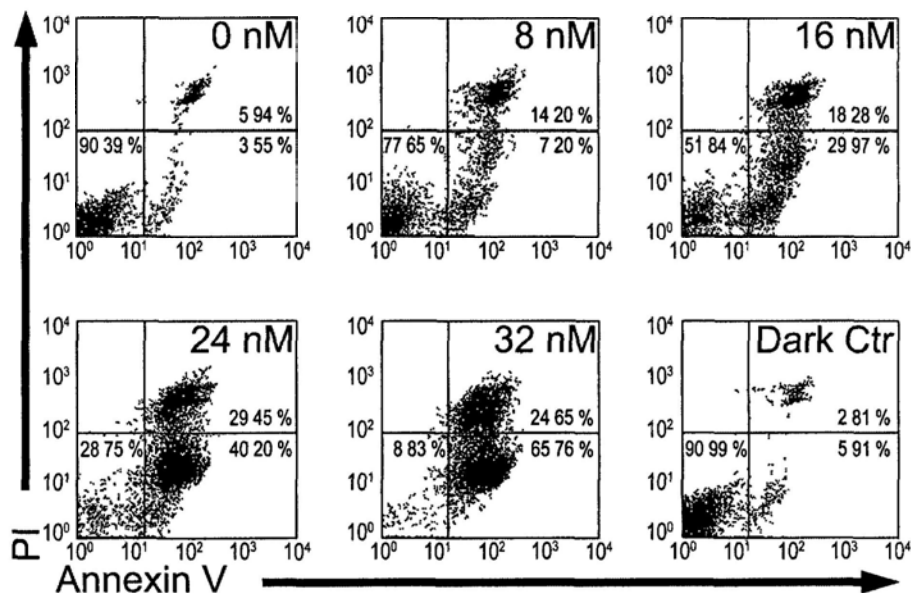 0 nM
10⁴
10³
10²
10¹
10⁰
5 94 %
90 39 %
3 55 %
10⁰ 10¹ 10² 10³ 10⁴
8 nM
10⁴
10³
10²
10¹
10⁰
14 20 %
77 65 %
7 20 %
10⁰ 10¹ 10² 10³ 10⁴
16 nM
10⁴
10³
10²
10¹
10⁰
18 28 %
51 84 %
29 97 %
10⁰ 10¹ 10² 10³ 10⁴
24 nM
10⁴
10³
10²
10¹
10⁰
29 45 %
28 75 %
40 20 %
10⁰ 10¹ 10² 10³ 10⁴
32 nM
10⁴
10³
10²
10¹
10⁰
24 65 %
8 83 %
65 76 %
10⁰ 10¹ 10² 10³ 10⁴
Dark Ctr
10⁴
10³
10²
10¹
10⁰
2 81 %
90 99 %
5 91 %
10⁰ 10¹ 10² 10³ 10⁴
PI
Annexin V